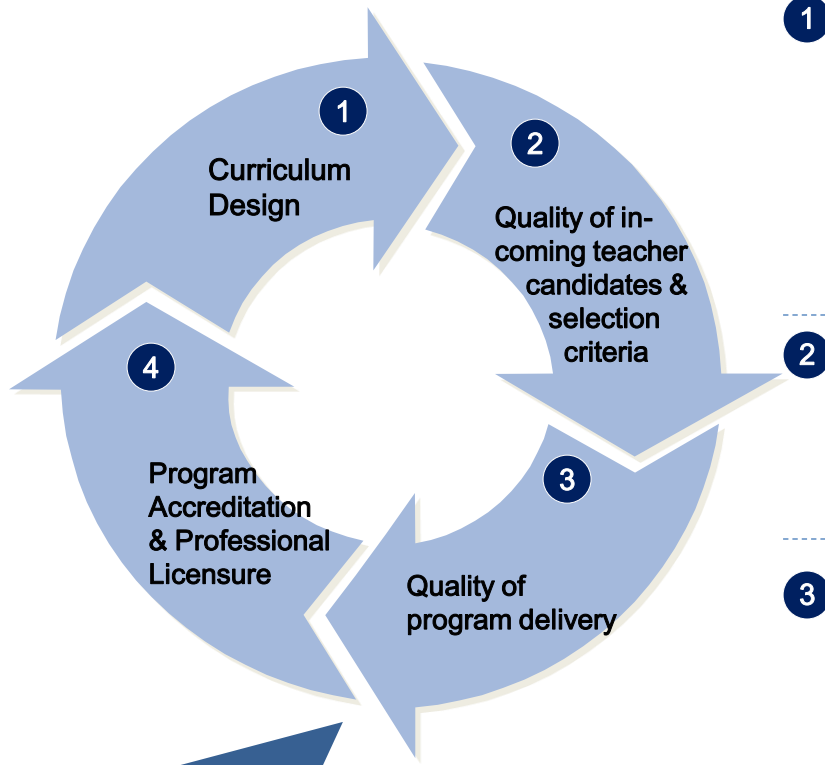 1
Curriculum
Design
2
Quality of in-
coming teacher
candidates &
selection
criteria
3
Quality of
program delivery
4
Program
Accreditation
& Professional
Licensure
1
2
3